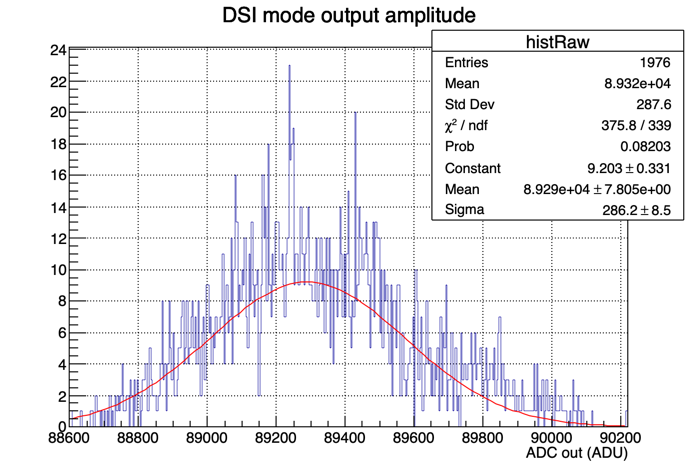 DSI mode output amplitude
histRaw
Entries 1976
Mean 8.932e+04
Std Dev 287.6
χ² / ndf 375.8 / 339
Prob 0.08203
Constant 9.203 ± 0.331
Mean 8.929e+04 ± 7.805e+00
Sigma 286.2 ± 8.5
24
22
20
18
16
14
12
10
8
6
4
2
0
88600 88800 89000 89200 89400 89600 89800 90000 90200
ADC out (ADU)